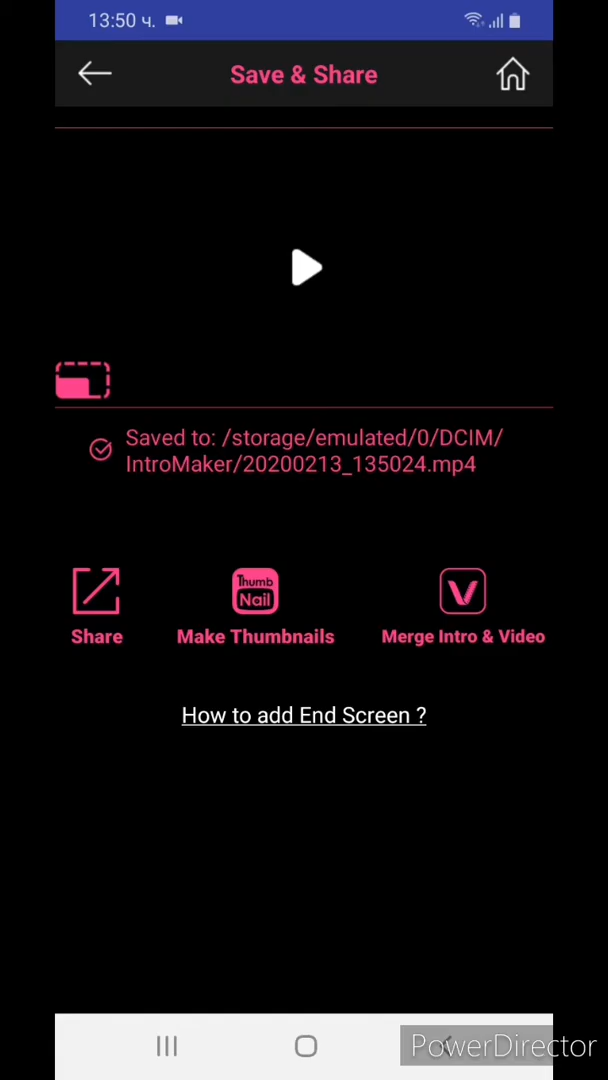 13:50 ч.
Save & Share
Saved to: /storage/emulated/0/DCIM/
IntroMaker/20200213_135024.mp4
Thumb
Nail
Share
Make Thumbnails
Merge Intro & Video
How to add End Screen ?
PowerDirector